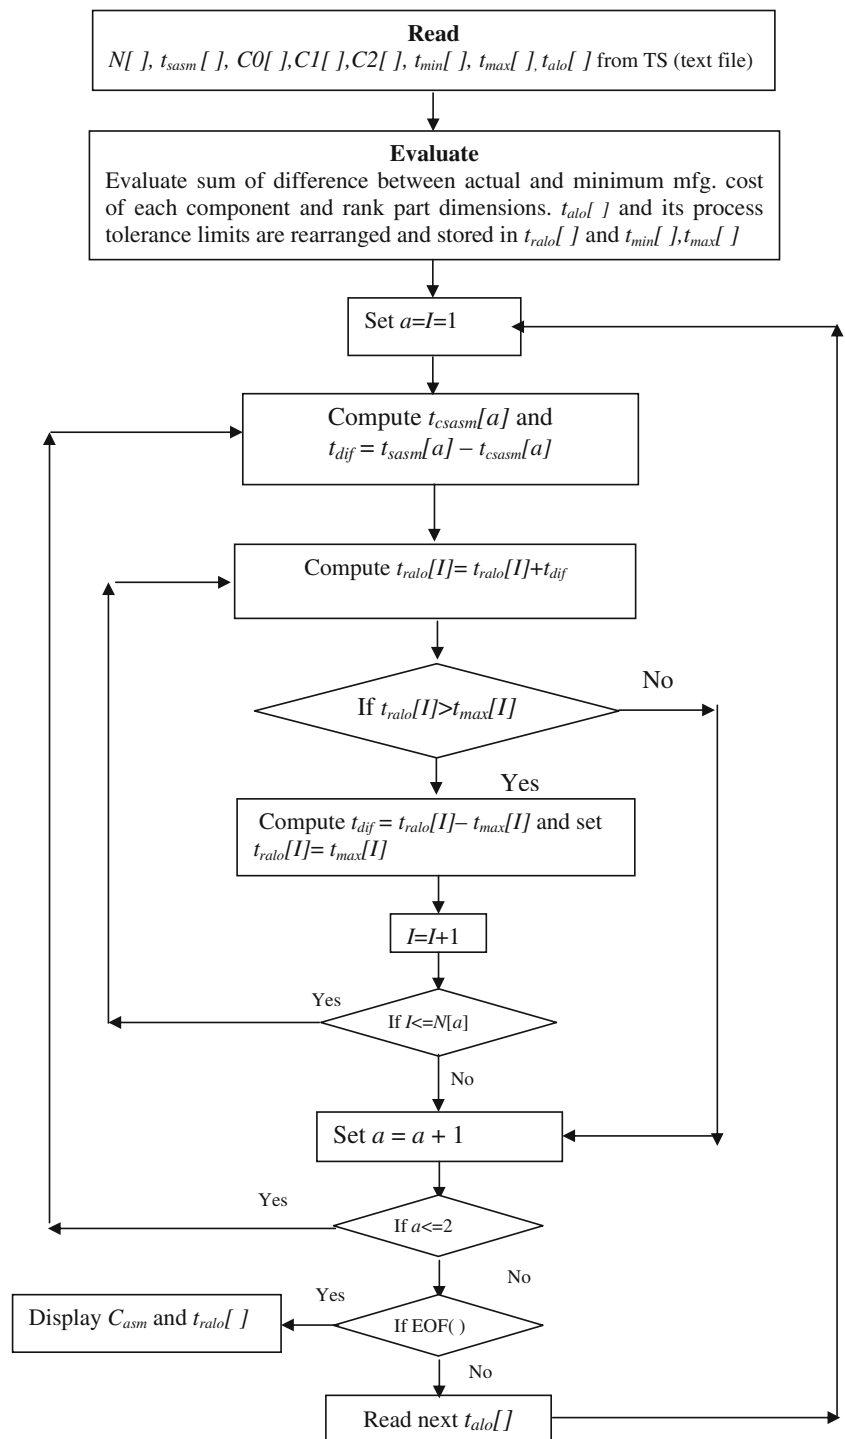 Read
N[ ], tsasm [ ], C0[ ],C1[ ],C2[ ], tmin[ ], tmax[ ], talo[ ] from TS (text file)
Evaluate
Evaluate sum of difference between actual and minimum mfg. cost
of each component and rank part dimensions. talo[ ] and its process
tolerance limits are rearranged and stored in tralo[ ] and tmin[ ],tmax[ ]
Set a=I=1
Compute tcsasm[a] and
tdif = tsasm[a] – tcsasm[a]
Compute tralo[I]= tralo[I]+tdif
If tralo[I]>tmax[I]
No
Yes
Compute tdif = tralo[I]– tmax[I] and set
tralo[I]= tmax[I]
I=I+1
Yes
If I<=N[a]
No
Set a = a + 1
Yes
If a<=2
No
Yes
Display Casm and tralo[ ]
If EOF( )
No
Read next talo[]